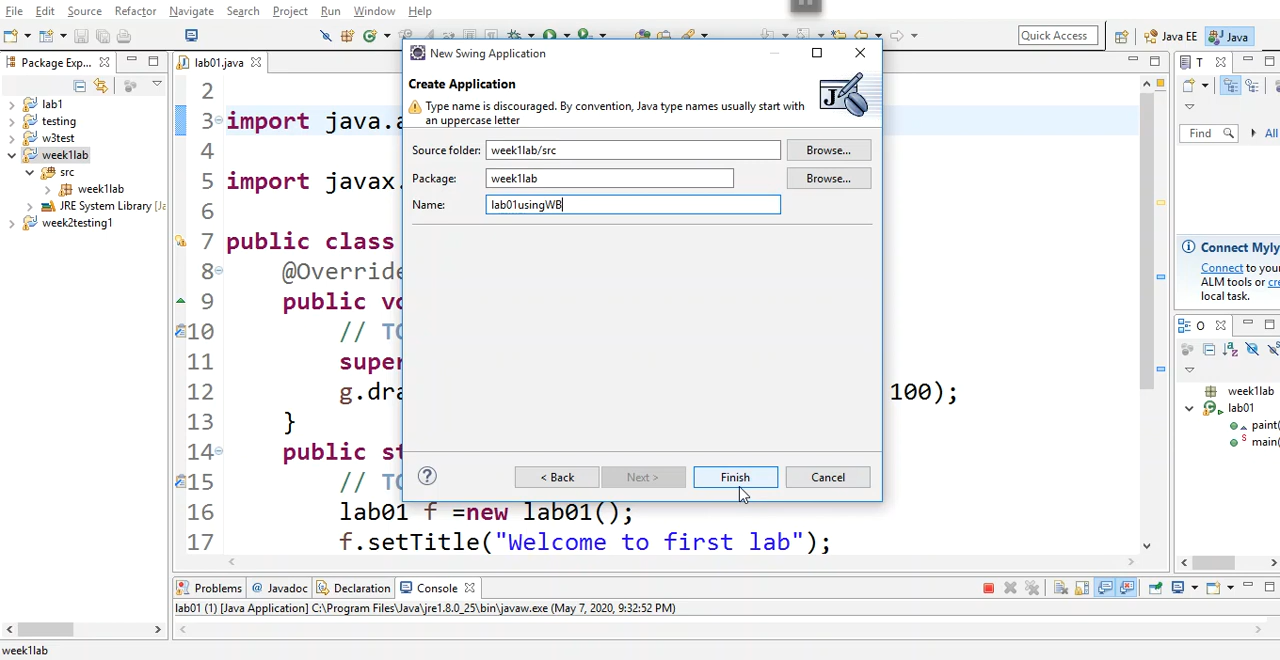 File Edit Source Refactor Navigate Search Project Run Window Help
Quick Access Java EE Java
Package Exp...
lab01.java
T
lab1
testing
w3test
week1lab
src
week1lab
JRE System Library [Ja
week2testing1
2
3 import java.a
4
5 import javax.
6
7 public class
8 @Override
9 public vo
10 // TO
11 super
12 g.dra 100);
13 }
14 public st
15 // TO
16 lab01 f =new lab01();
17 f.setTitle("Welcome to first lab");
New Swing Application
Create Application
Type name is discouraged. By convention, Java type names usually start with
an uppercase letter
Source folder: week1lab/src Browse...
Package: week1lab Browse...
Name: lab01usingWB
< Back Next > Finish Cancel
Find All
Connect Myly
Connect to your
ALM tools or cre
local task.
O
week1lab
lab01
paint(
main(
Problems Javadoc Declaration Console
lab01 (1) [Java Application] C:\Program Files\Java\jre1.8.0_25\bin\javaw.exe (May 7, 2020, 9:32:52 PM)
week1lab